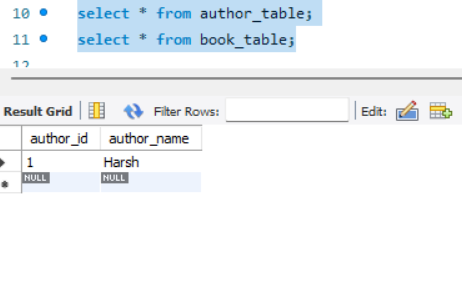 10 select * from author_table;
11 select * from book_table;
12
Result Grid Filter Rows: Edit:
author_id author_name
1 Harsh
NULL NULL